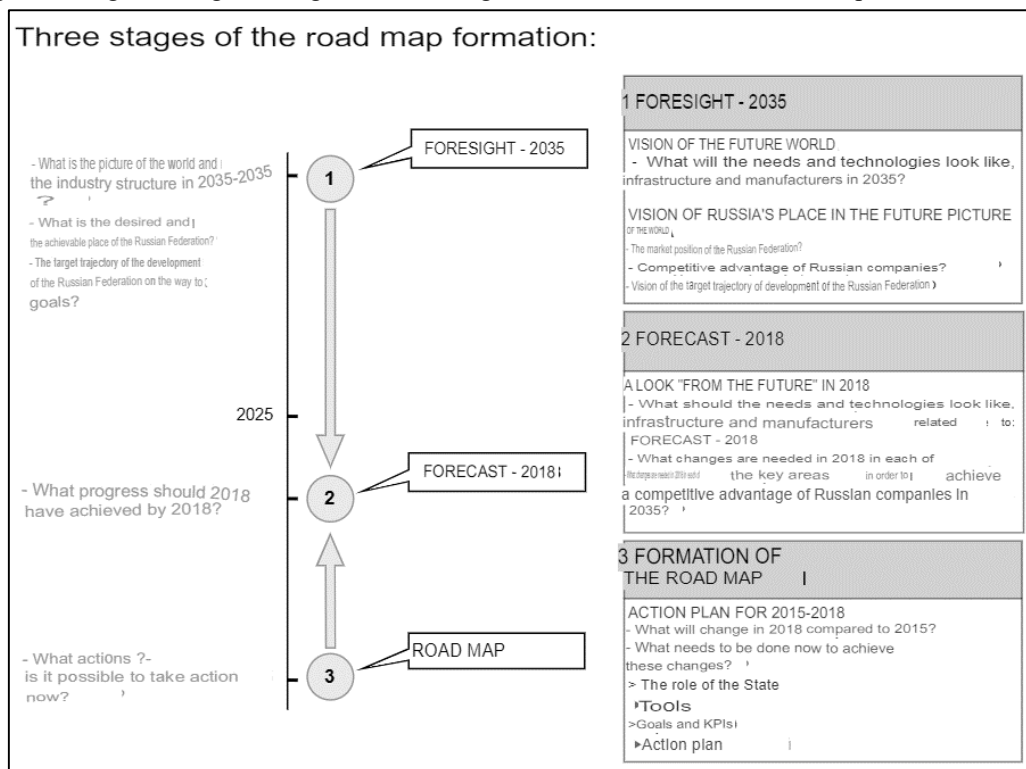 Three stages of the road map formation:
- What is the picture of the world and
the industry structure in 2035-2035
?
- What is the desired and
the achievable place of the Russian Federation?
- The target trajectory of the development
of the Russian Federation on the way to
goals?
2025
- What progress should 2018
have achieved by 2018?
- What actions ?-
is it possible to take action
now?
1
FORESIGHT - 2035
2
FORECAST - 2018
3
ROAD MAP
1 FORESIGHT - 2035
VISION OF THE FUTURE WORLD
- What will the needs and technologies look like,
infrastructure and manufacturers in 2035?
VISION OF RUSSIA'S PLACE IN THE FUTURE PICTURE
OF THE WORLD
- The market position of the Russian Federation?
- Competitive advantage of Russian companies?
- Vision of the target trajectory of development of the Russian Federation
2 FORECAST - 2018
A LOOK "FROM THE FUTURE" IN 2018
- What should the needs and technologies look like,
infrastructure and manufacturers related to:
FORECAST - 2018
- What changes are needed in 2018 in each of
the key areas in order to achieve
a competitive advantage of Russian companies in
2035?
3 FORMATION OF
THE ROAD MAP
ACTION PLAN FOR 2015-2018
- What will change in 2018 compared to 2015?
- What needs to be done now to achieve
these changes?
> The role of the State
Tools
>Goals and KPIs
Action plan